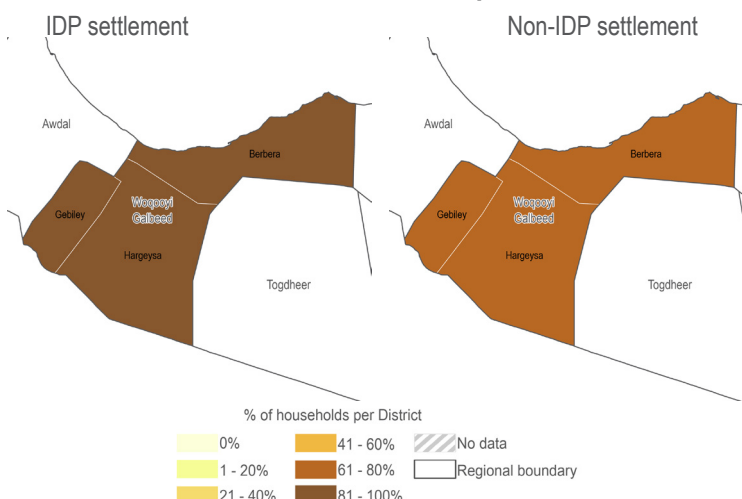 IDP settlement
Non-IDP settlement
Awdal
Berbera
Gebiley
Woqooyi
Galbeed
Hargeysa
Togdheer
Awdal
Berbera
Gebiley
Woqooyi
Galbeed
Hargeysa
Togdheer
% of households per District
0%
41 - 60%
No data
1 - 20%
61 - 80%
Regional boundary
21 - 40%
81 - 100%